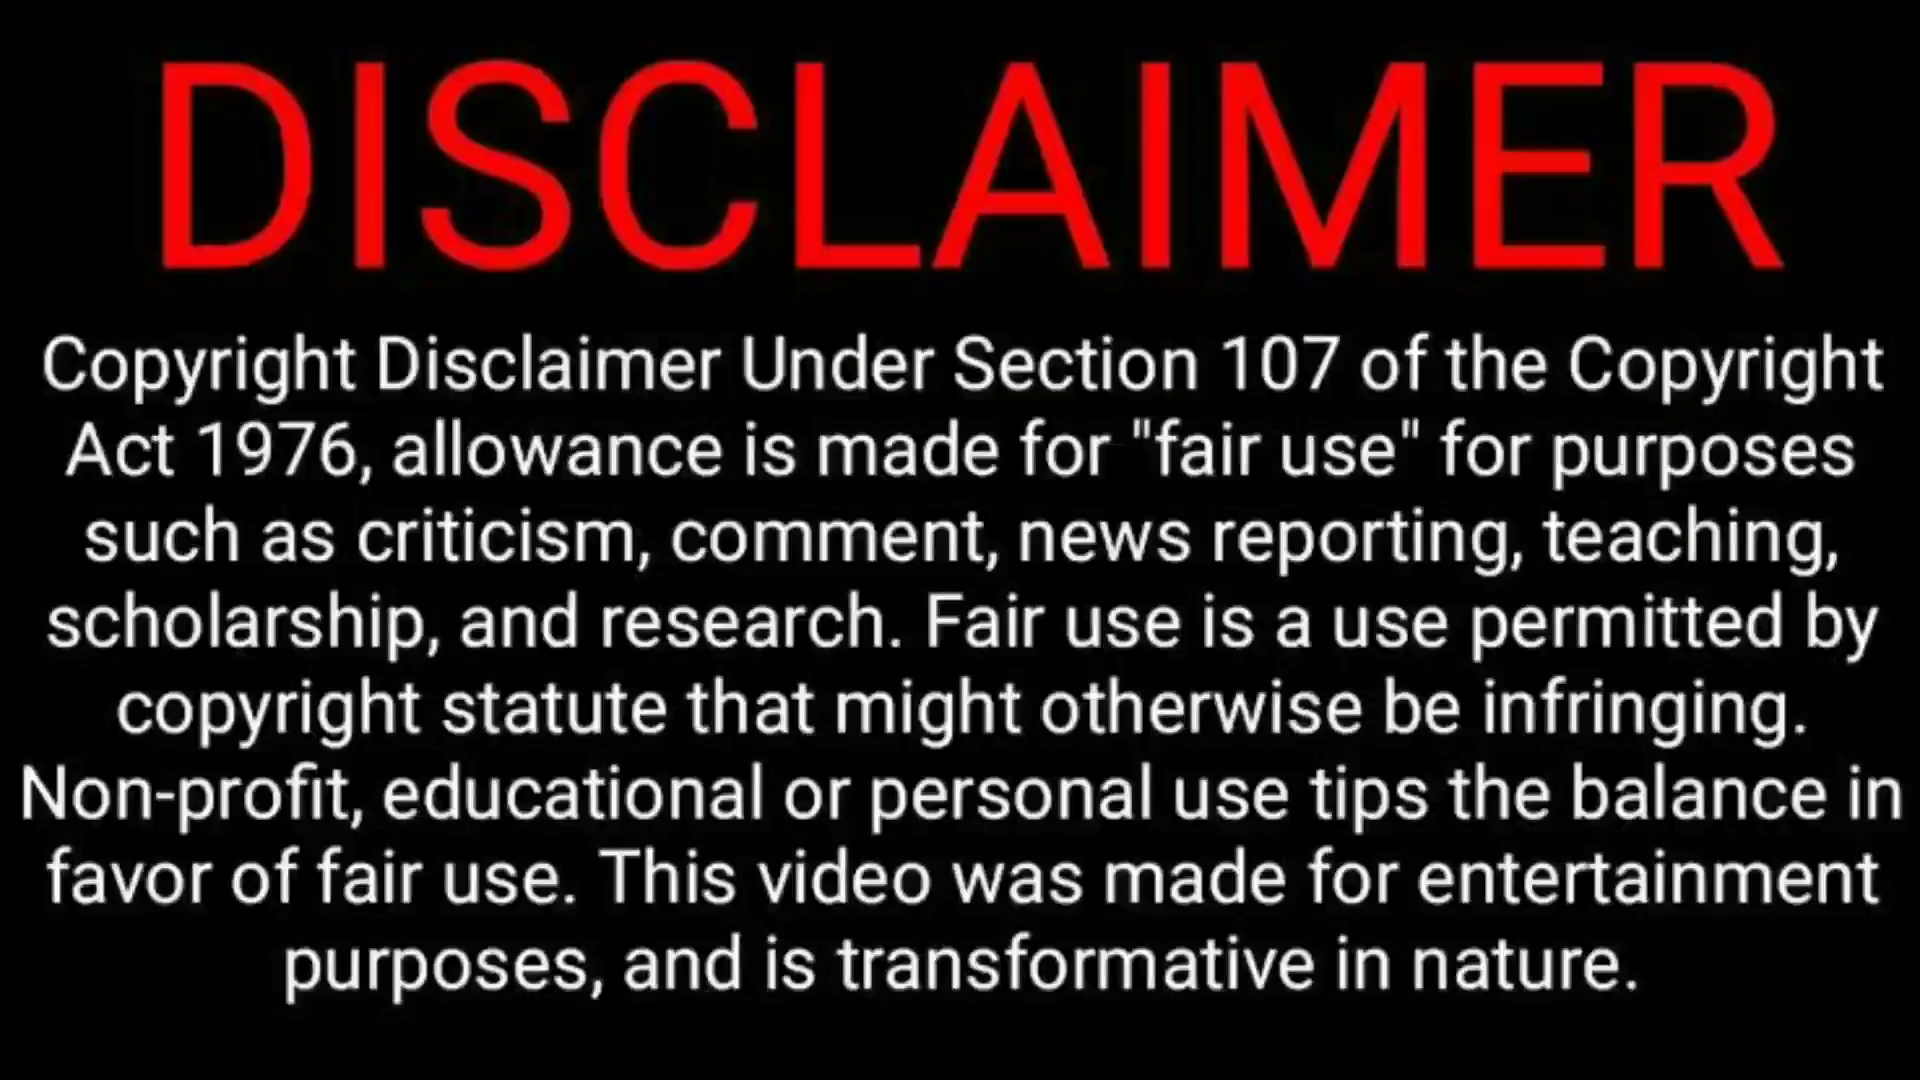 DISCLAIMER
Copyright Disclaimer Under Section 107 of the Copyright
Act 1976, allowance is made for "fair use" for purposes
such as criticism, comment, news reporting, teaching,
scholarship, and research. Fair use is a use permitted by
copyright statute that might otherwise be infringing.
Non-profit, educational or personal use tips the balance in
favor of fair use. This video was made for entertainment
purposes, and is transformative in nature.